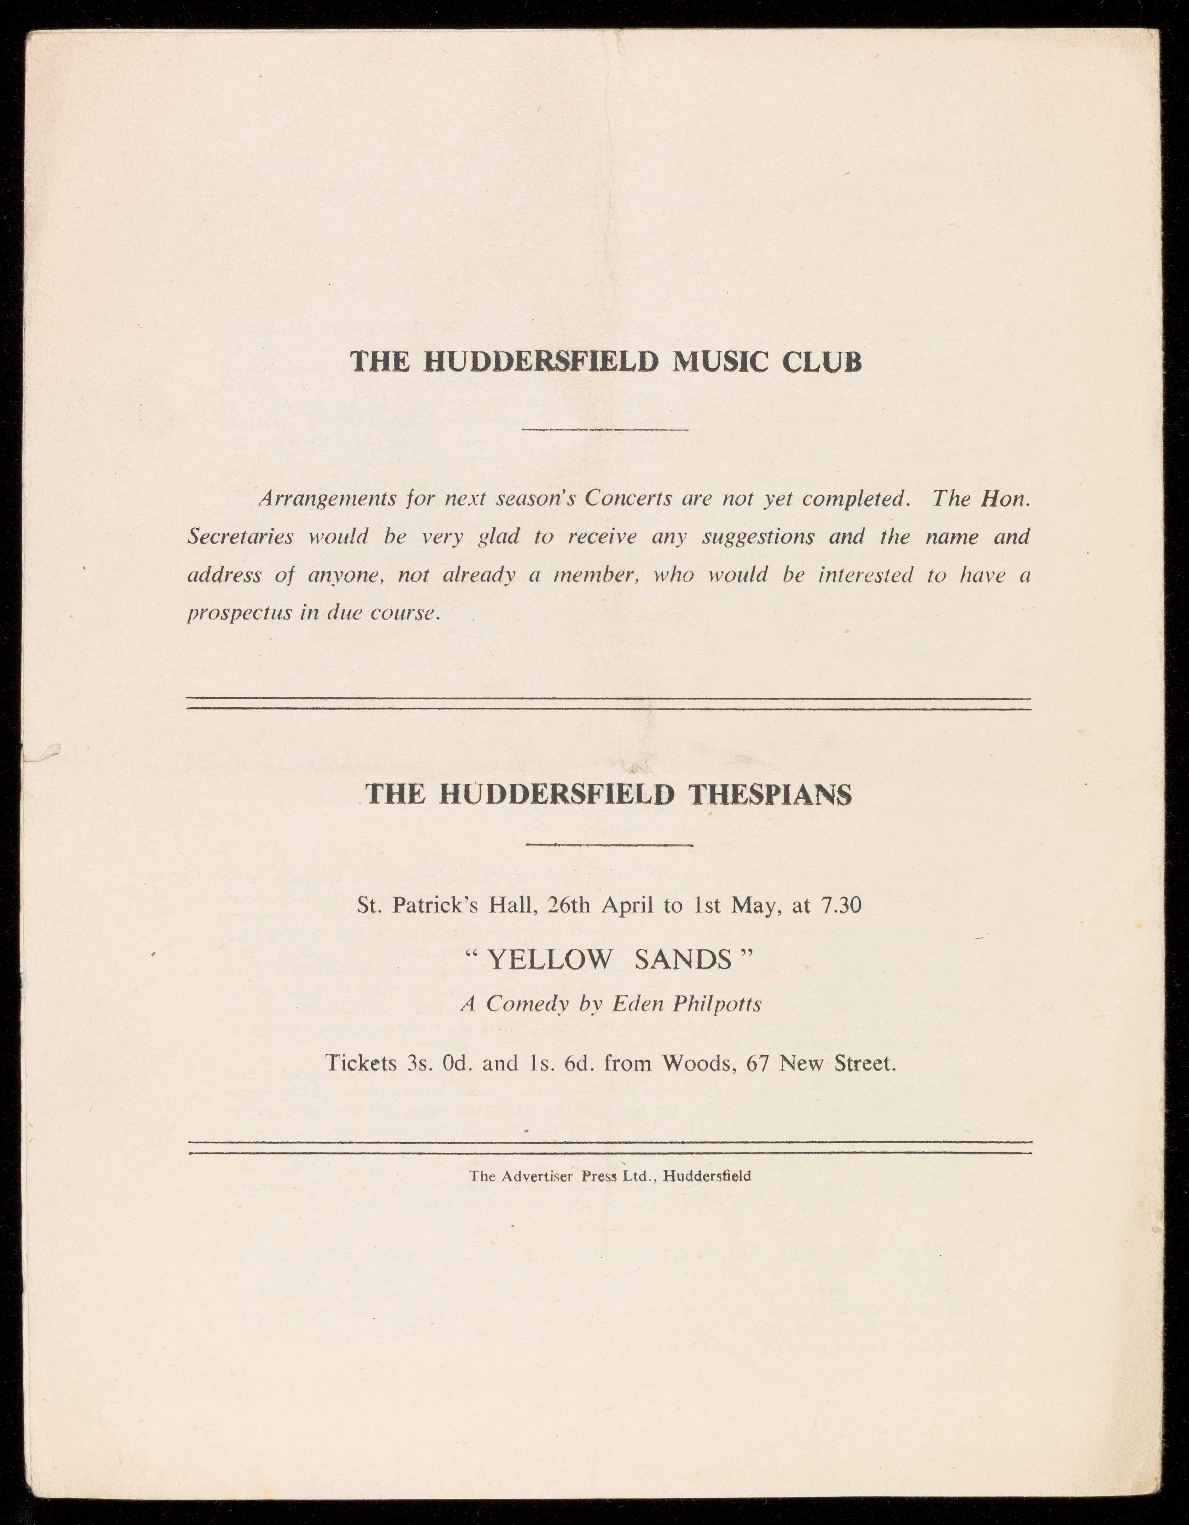 THE HUDDERSFIELD MUSIC CLUB
Arrangements for next season's Concerts are not yet completed. The Hon.
Secretaries would be very glad to receive any suggestions and the name and
address of anyone, not already a member, who would be interested to have a
prospectus in due course.
THE HUDDERSFIELD THESPIANS
St. Patrick's Hall, 26th April to 1st May, at 7.30
“ YELLOW SANDS ”
A Comedy by Eden Philpotts
Tickets 3s. 0d. and 1s. 6d. from Woods, 67 New Street.
The Advertiser Press Ltd., Huddersfield